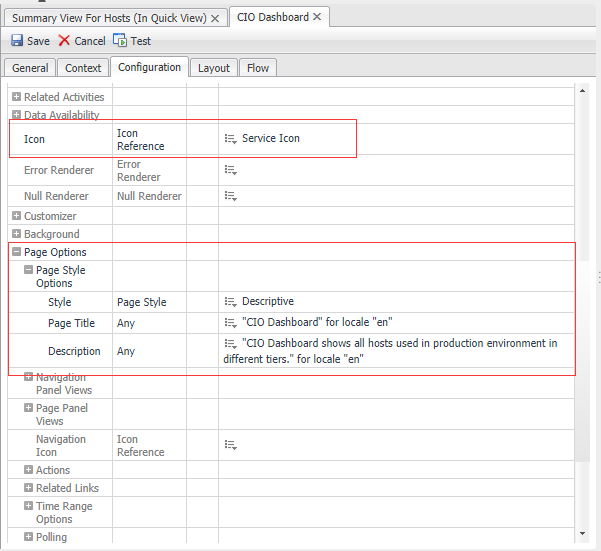 Summary View For Hosts (In Quick View) CIO Dashboard
Save Cancel Test
General Context Configuration Layout Flow
Related Activities
Data Availability
Icon Icon Reference Service Icon
Error Renderer Error Renderer
Null Renderer Null Renderer
Customizer
Background
Page Options
Page Style Options
Style Page Style Descriptive
Page Title Any "CIO Dashboard" for locale "en"
Description Any "CIO Dashboard shows all hosts used in production environment in
different tiers." for locale "en"
Navigation
Panel Views
Page Panel
Views
Navigation Icon Icon Reference
Actions
Related Links
Time Range
Options
Polling